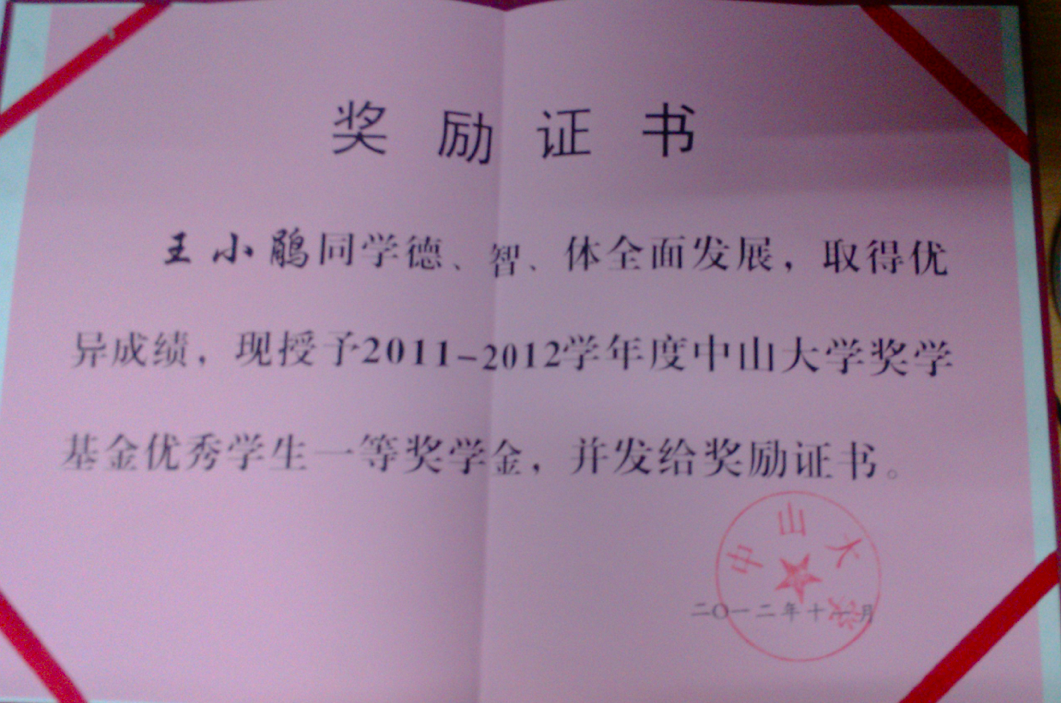 奖励证书
王小鹃同学德、智、体全面发展，取得优
异成绩，现授予2011-2012学年度中山大学奖学
基金优秀学生一等奖学金，并发给奖励证书。
中山大学
二〇一二年十一月